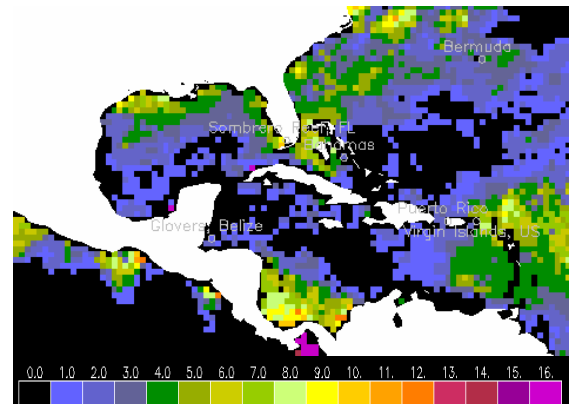 Bermuda
Sombrero Reef, FL
Bahamas
Puerto Rico
Glovers, Belize
Virgin Islands, US
0.0 1.0 2.0 3.0 4.0 5.0 6.0 7.0 8.0 9.0 10. 11. 12. 13. 14. 15. 16.